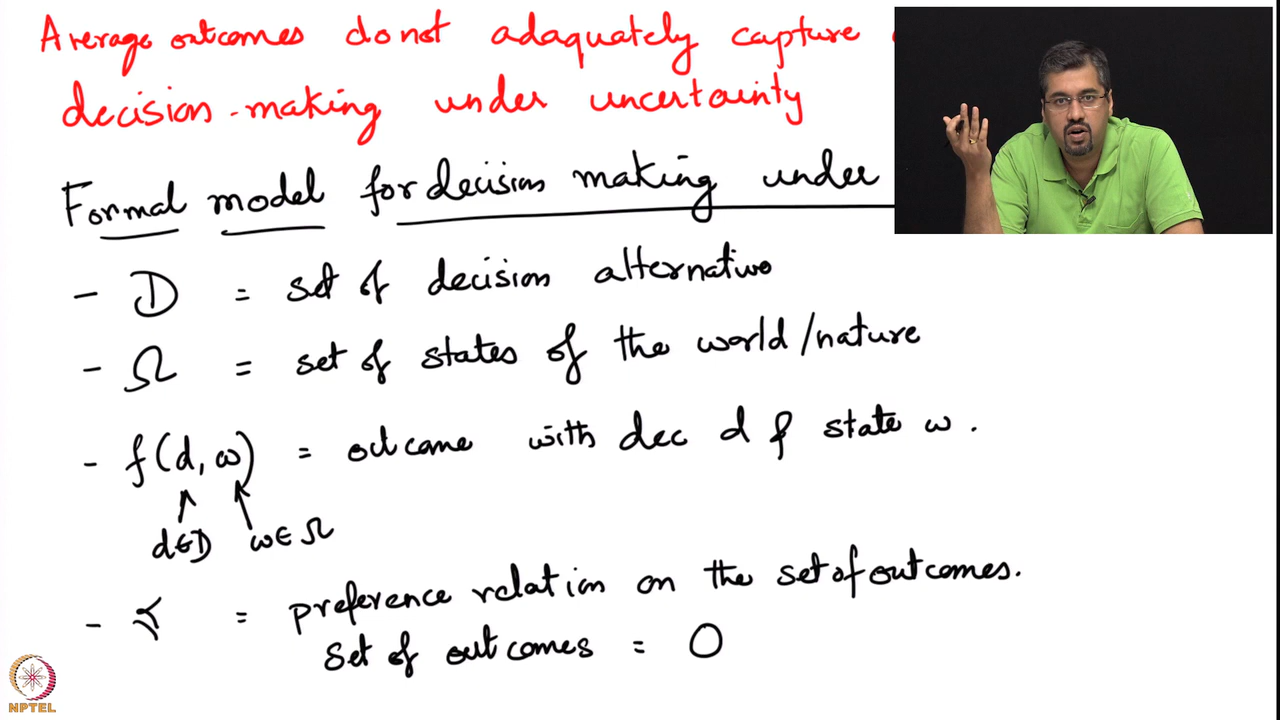 Average outcomes do not adaquately capture
decision-making under uncertainty
Formal model for decision making under
- D = set of decision alternative
- Ω = set of states of the world/nature
- f(d, ω) = outcome with dec d & state ω.
d∈D ω∈Ω
- ≼ = preference relation on the set of outcomes.
Set of outcomes = O
NPTEL